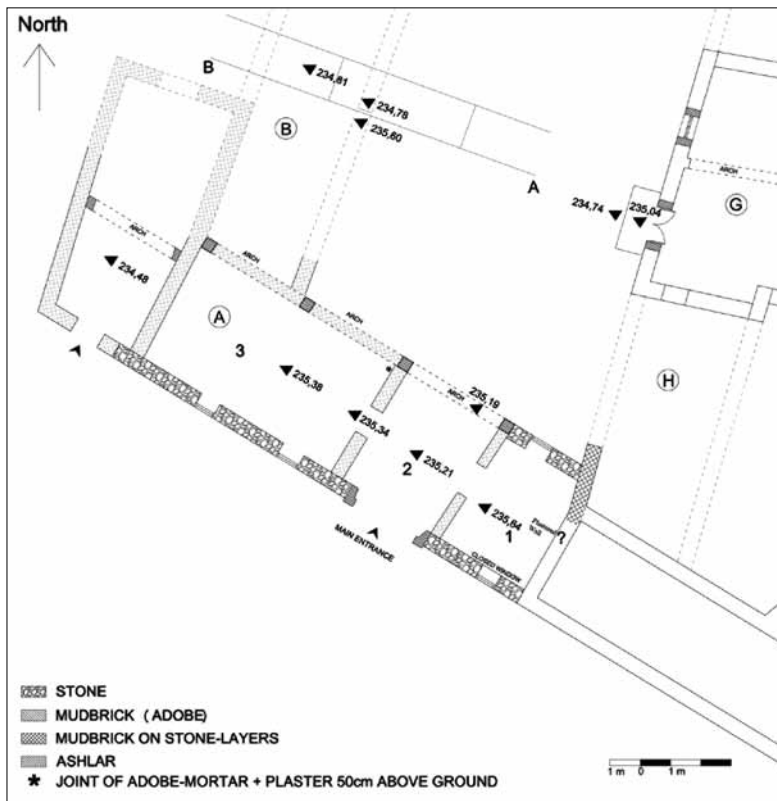 North
B
234,81
234,78
235,60
B
A
234,74
235,04
ARCH
G
234,48
ARCH
A
3
ARCH
235,38
235,34
ARCH
235,19
H
2
235,21
235,64
1
Plastered
Wall
?
MAIN ENTRANCE
CLOSED WINDOW
STONE
MUDBRICK (ADOBE)
MUDBRICK ON STONE-LAYERS
ASHLAR
* JOINT OF ADOBE-MORTAR + PLASTER 50cm ABOVE GROUND
1 m 0 1 m